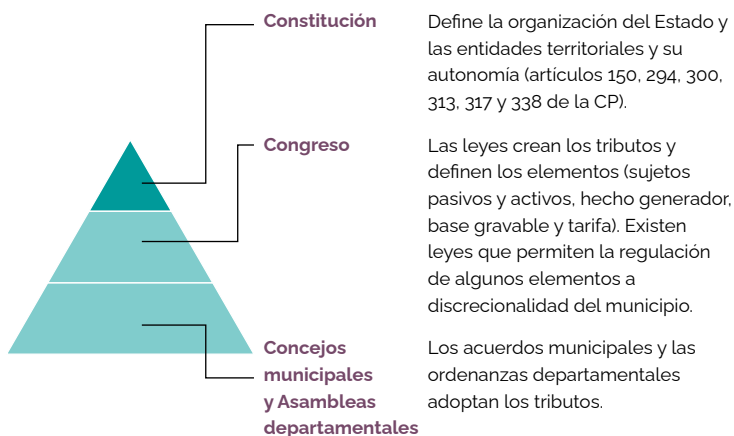 Constitución
Define la organización del Estado y
las entidades territoriales y su
autonomía (artículos 150, 294, 300,
313, 317 y 338 de la CP).
Congreso
Las leyes crean los tributos y
definen los elementos (sujetos
pasivos y activos, hecho generador,
base gravable y tarifa). Existen
leyes que permiten la regulación
de algunos elementos a
discrecionalidad del municipio.
Concejos
municipales
y Asambleas
departamentales
Los acuerdos municipales y las
ordenanzas departamentales
adoptan los tributos.